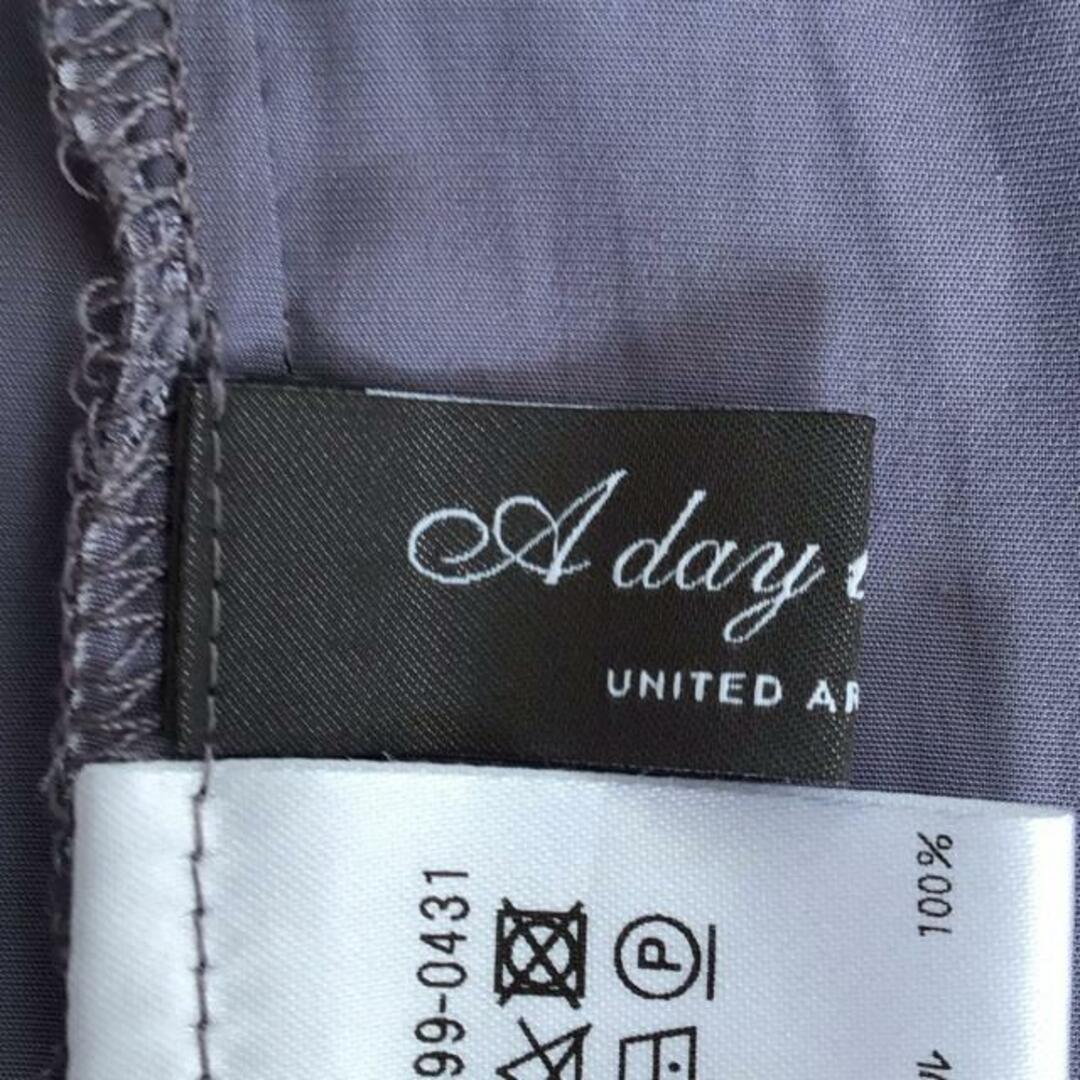 A day
UNITED AR
99-0431
P
100%